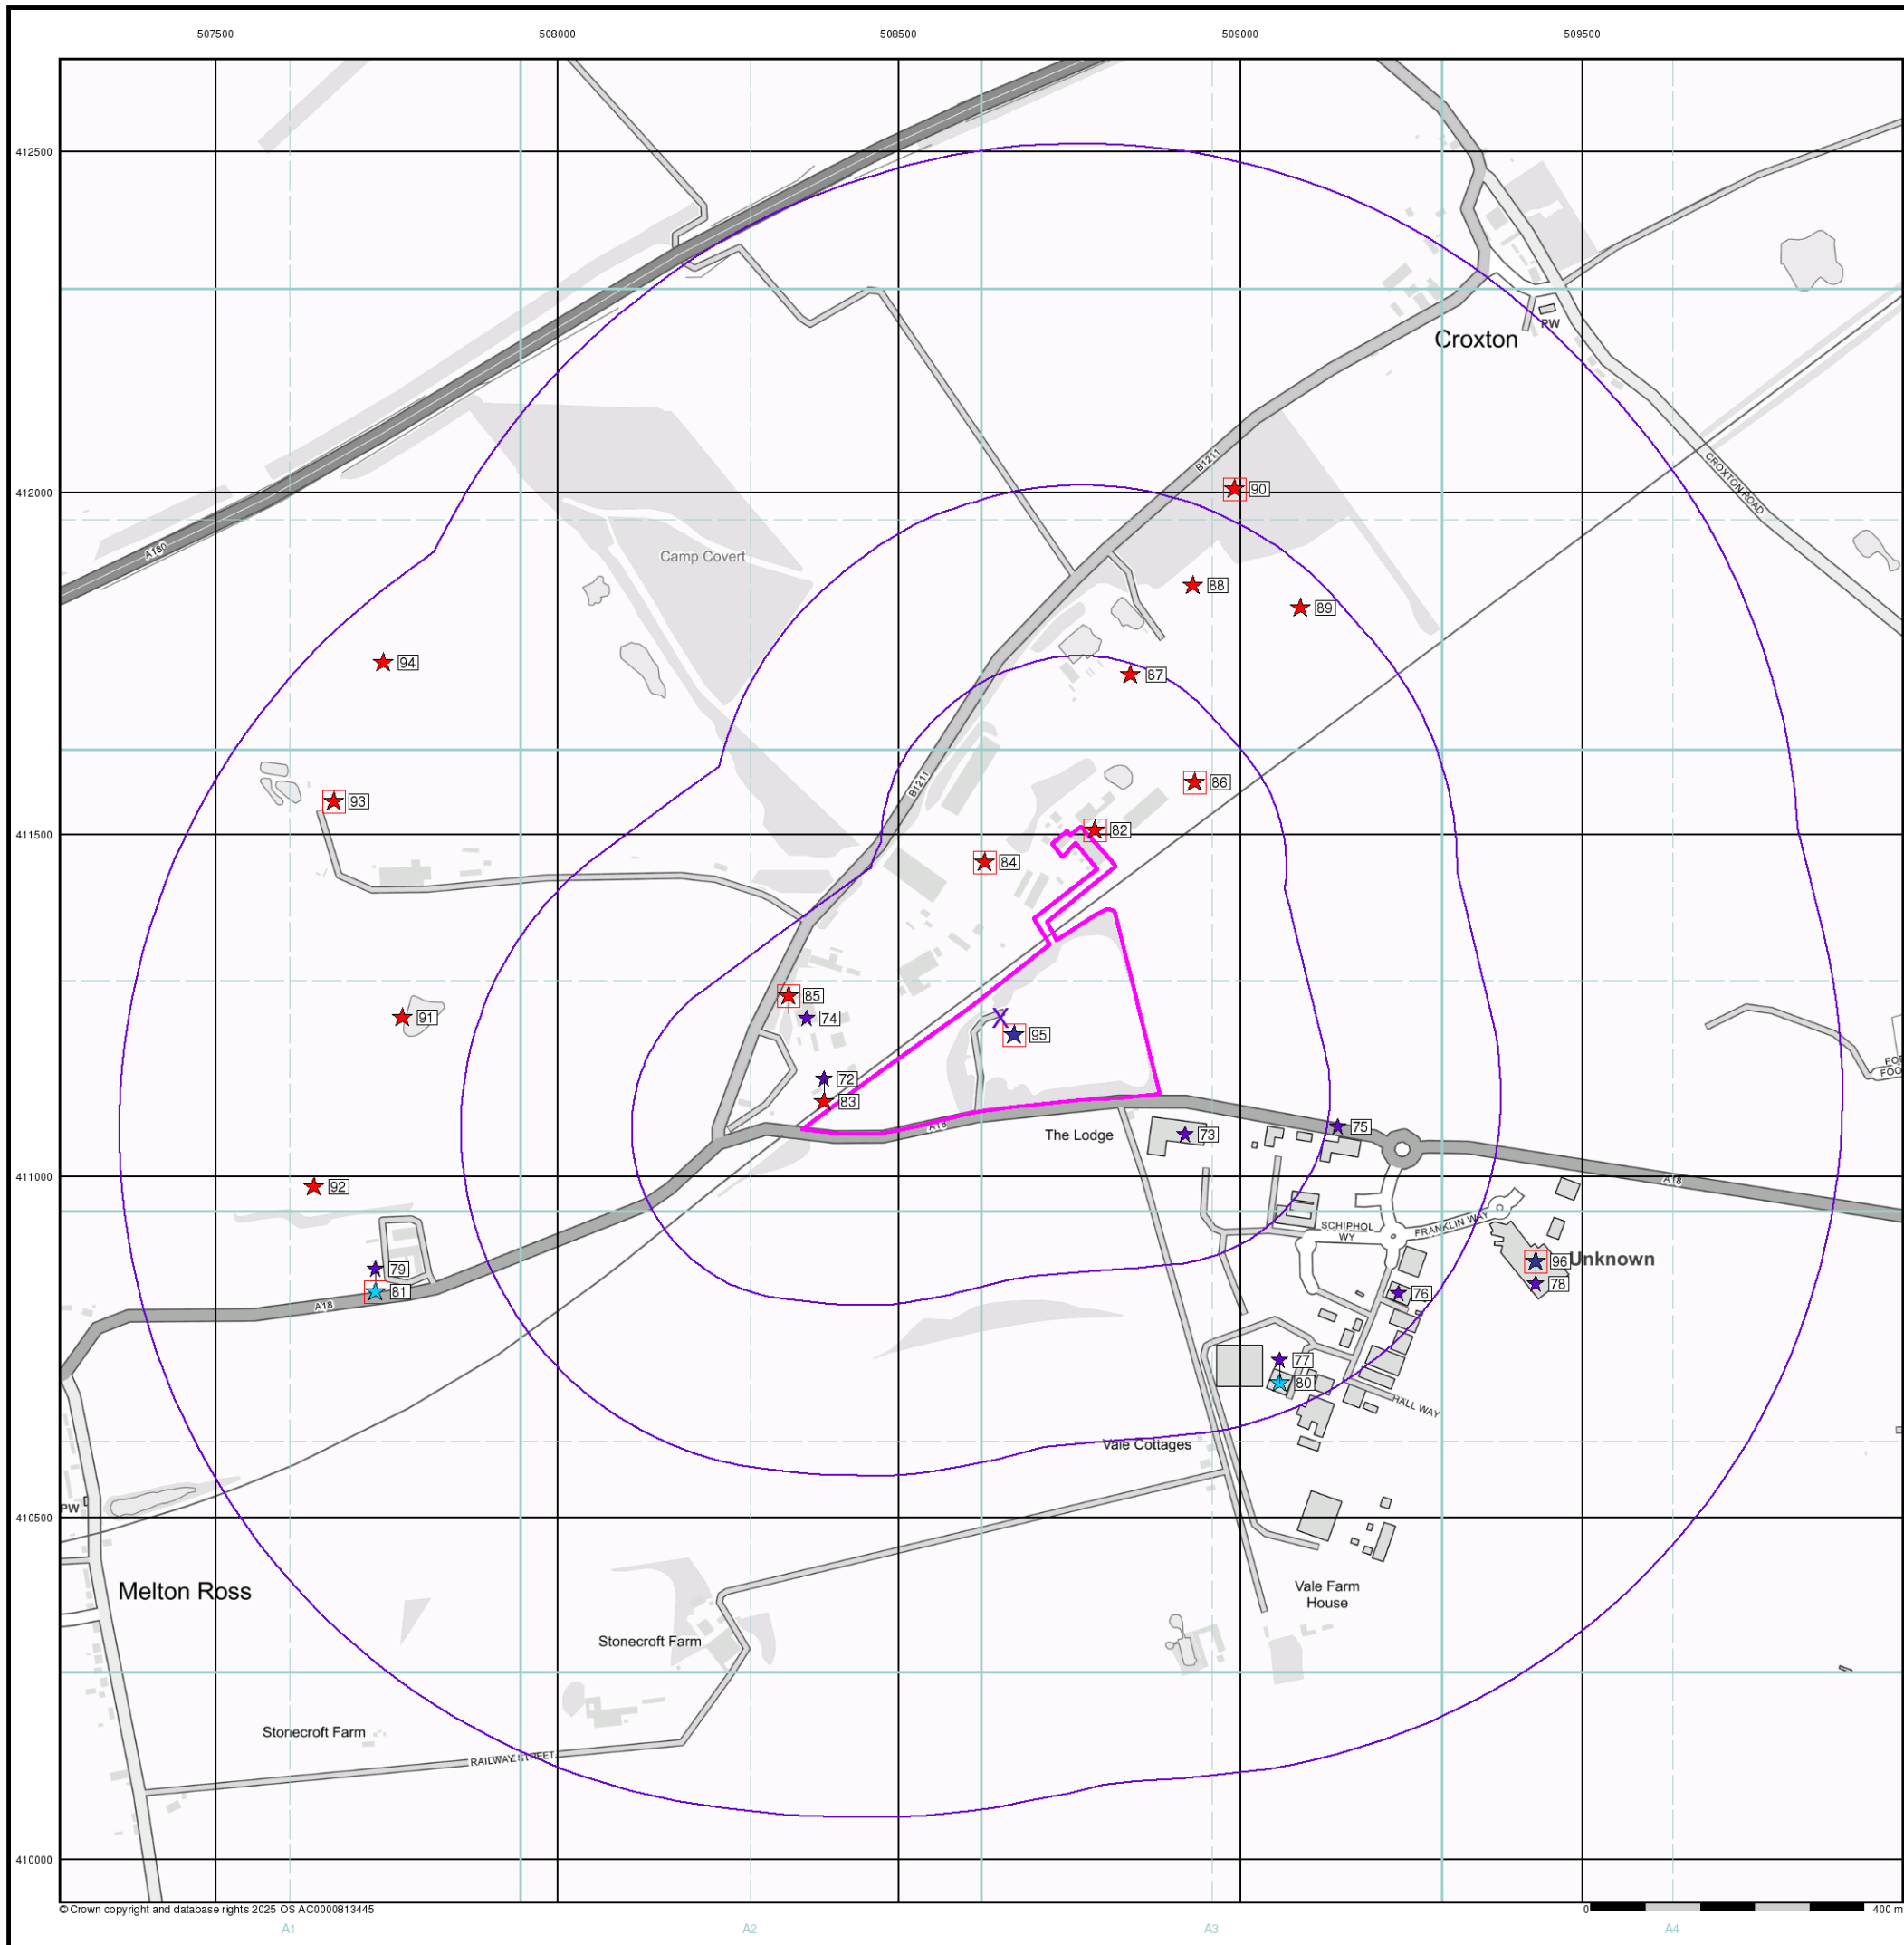 507500 508000 508500 509000 509500
412500
PW
Croxton
412000
B1211
90
CROXTON ROAD
A180
Camp Covert
88
89
94
87
B1211
86
93
411500
82
84
85
74
91
95
72
83
A18
The Lodge
73
75
411000
92
A18
SCHIPHOL
WY
FRANKLIN WAY
79
96
Unknown
81
78
A18
76
77
80
HALL WAY
Vale Cottages
PW
410500
Melton Ross
Vale Farm
House
Stonecroft Farm
Stonecroft Farm
RAILWAY STREET
410000
© Crown copyright and database rights 2025 OS AC0000813445
0 400 m
A1 A2 A3 A4